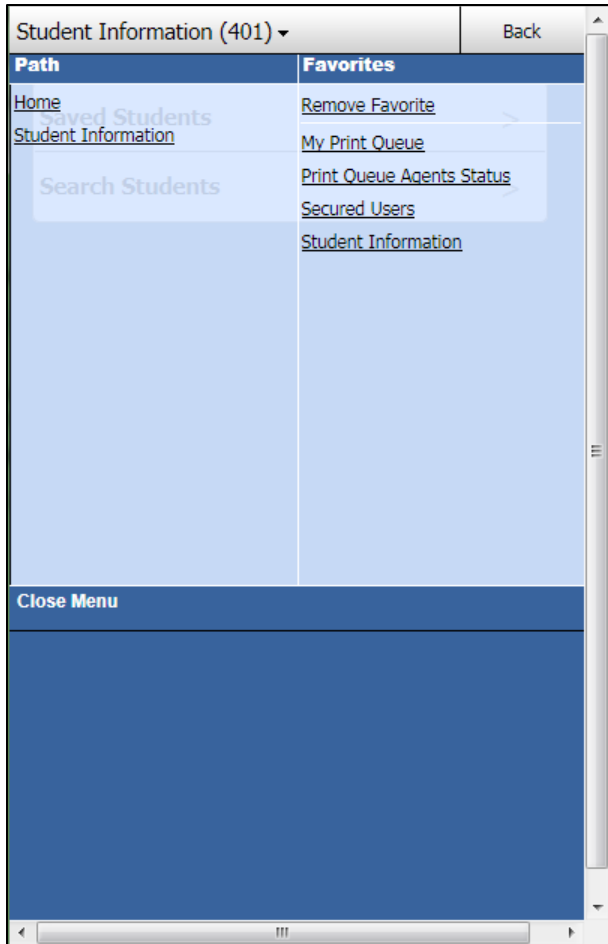 Student Information (401)
Back
Path
Favorites
Home
Saved Students
>
Student Information
Search Students
>
Remove Favorite
My Print Queue
Print Queue Agents Status
Secured Users
Student Information
Close Menu